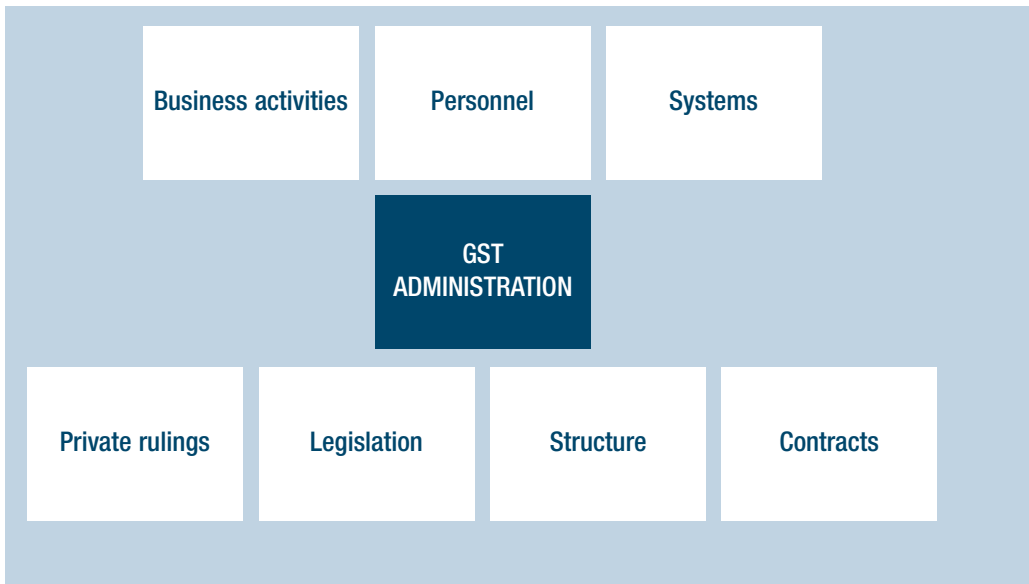 Business activities
Personnel
Systems
GST
ADMINISTRATION
Private rulings
Legislation
Structure
Contracts